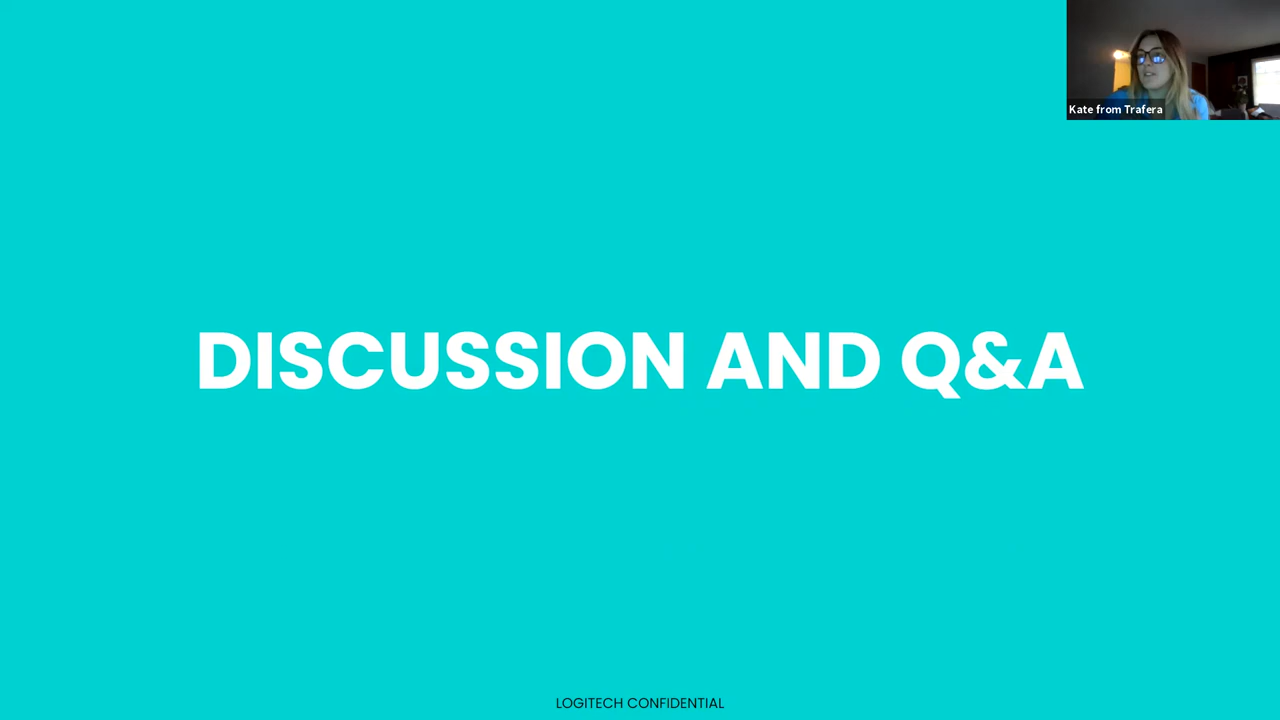 Kate from Trafera
DISCUSSION AND Q&A
LOGITECH CONFIDENTIAL